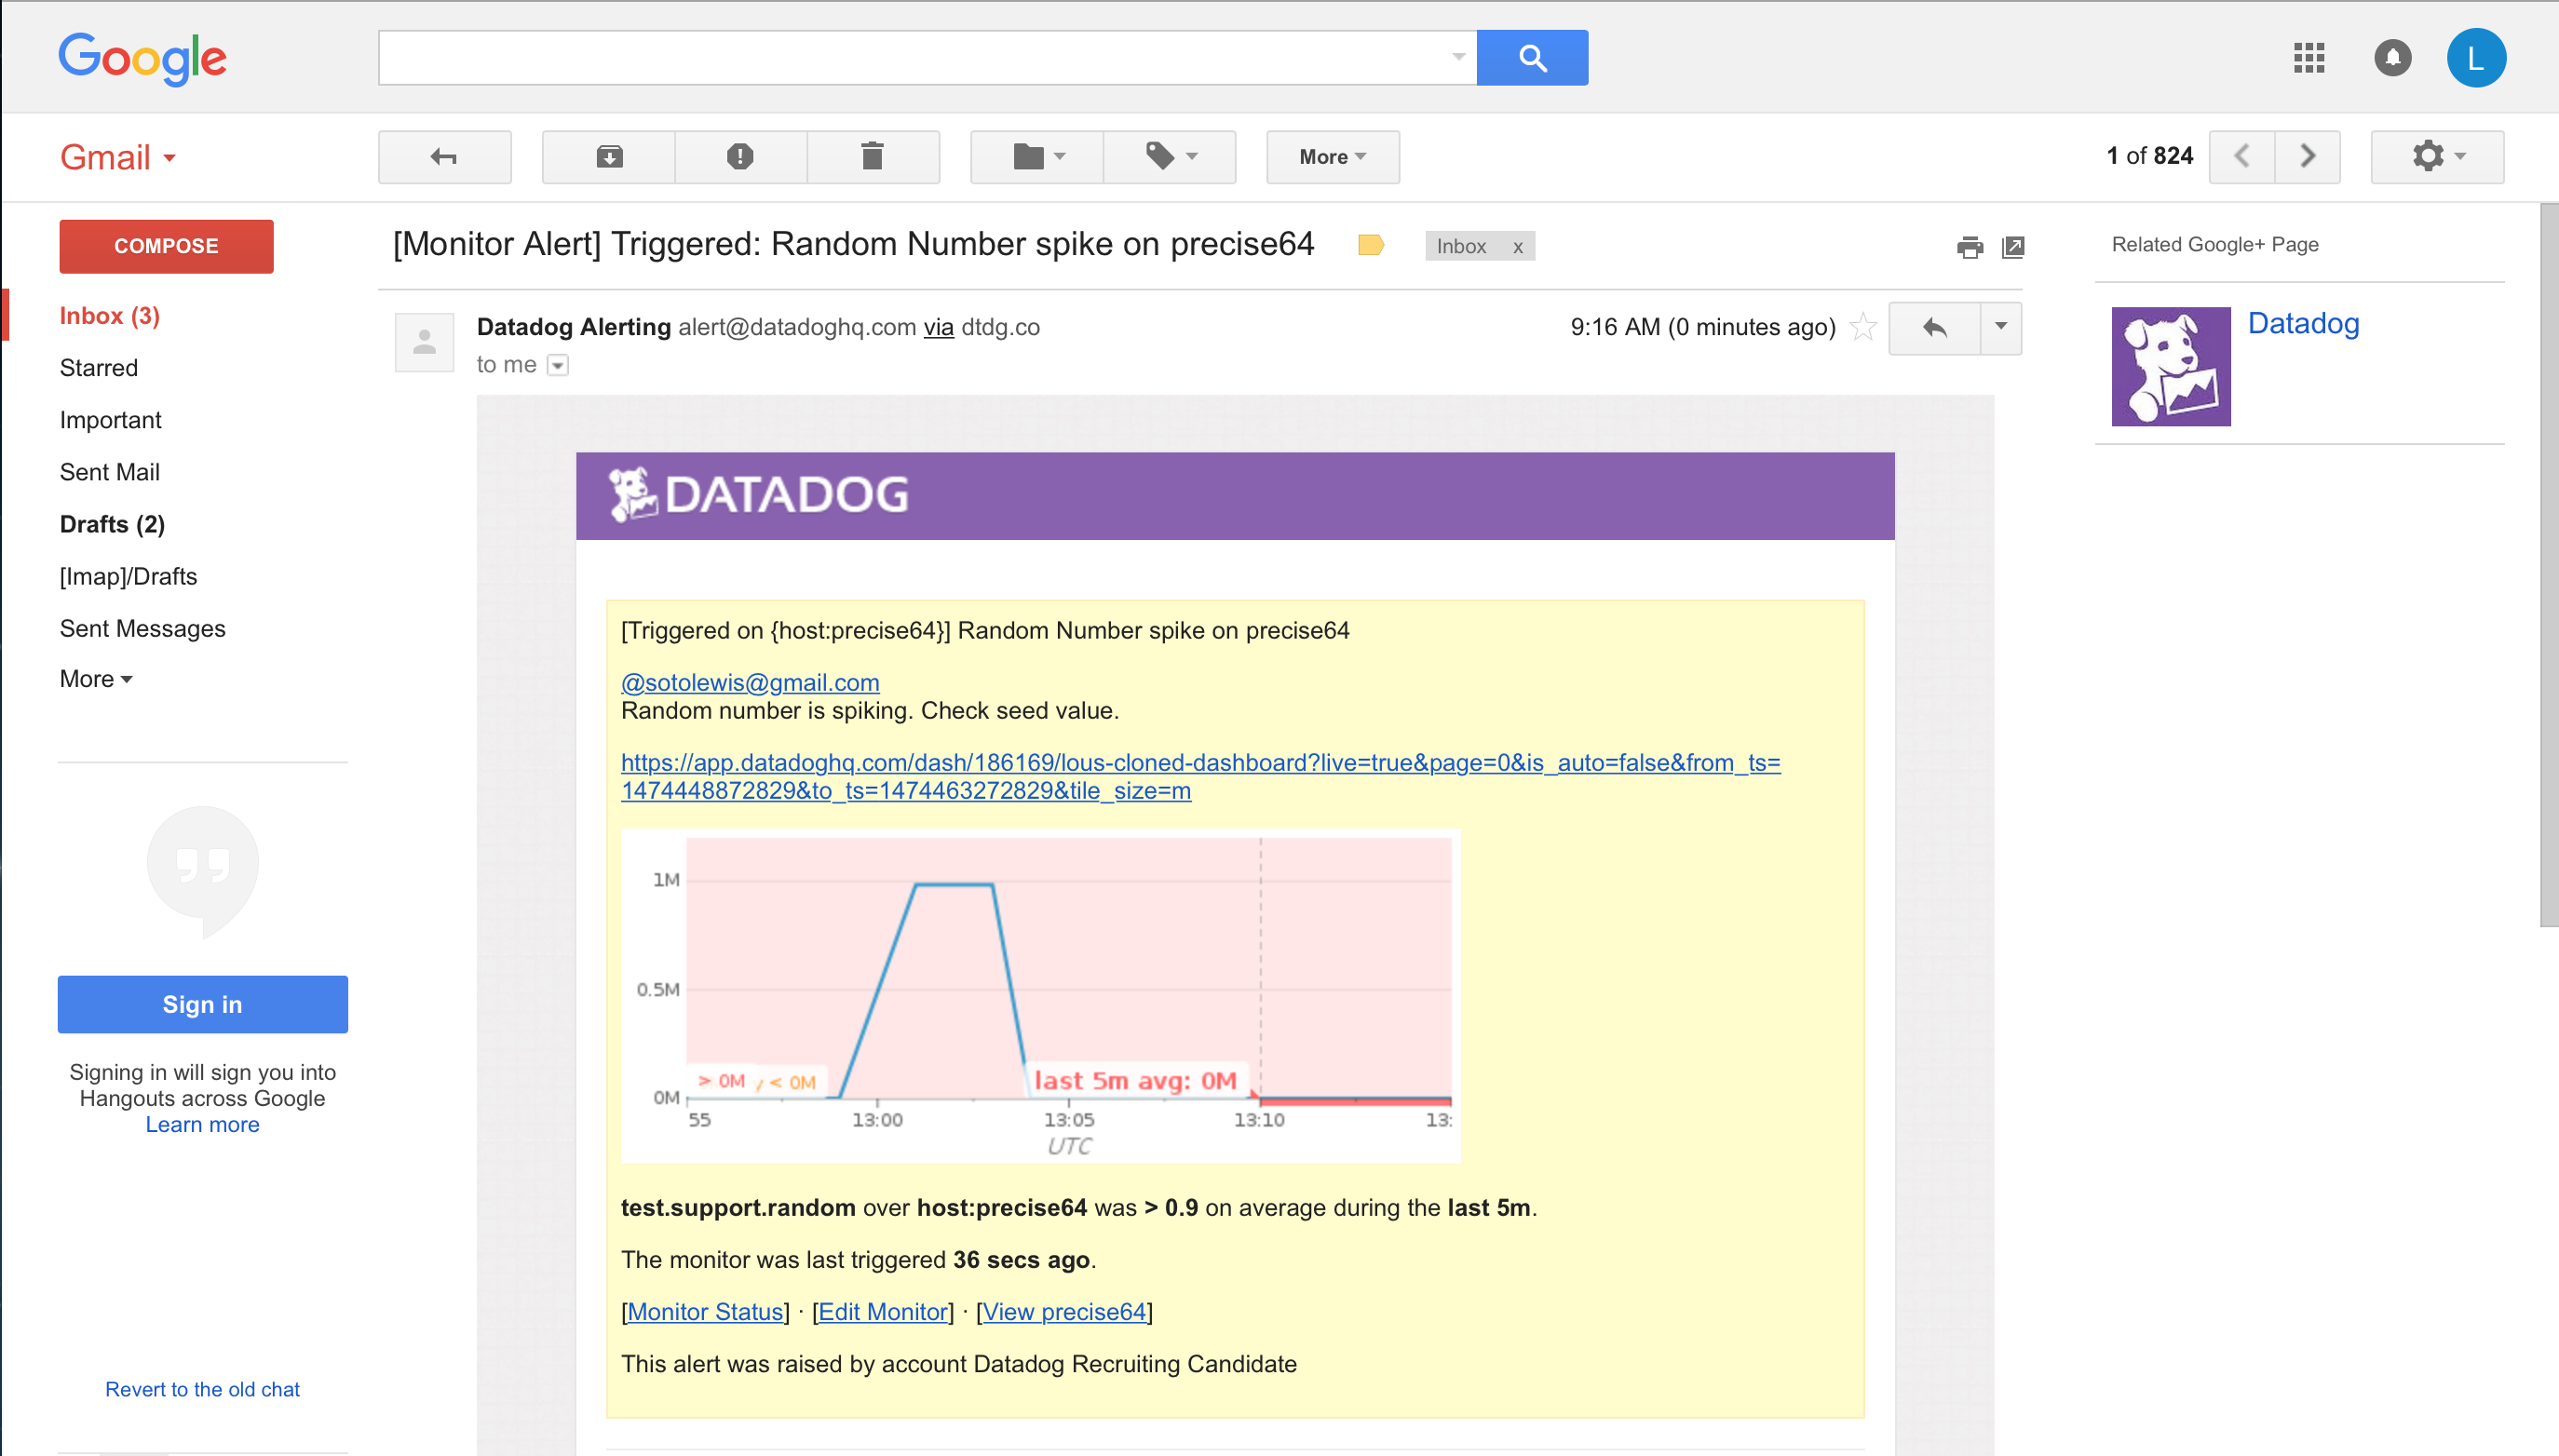 Google
L
Gmail
More
1 of 824
COMPOSE
[Monitor Alert] Triggered: Random Number spike on precise64
Inbox x
Related Google+ Page
Inbox (3)
Starred
Important
Sent Mail
Drafts (2)
[Imap]/Drafts
Sent Messages
More
Sign in
Signing in will sign you into
Hangouts across Google
Learn more
Revert to the old chat
Datadog Alerting alert@datadoghq.com via dtdg.co
9:16 AM (0 minutes ago)
to me
Datadog
DATADOG
[Triggered on {host:precise64}] Random Number spike on precise64
@sotolewis@gmail.com
Random number is spiking. Check seed value.
https://app.datadoghq.com/dash/186169/lous-cloned-dashboard?live=true&page=0&is_auto=false&from_ts=
1474448872829&to_ts=1474463272829&tile_size=m
1M
0.5M
> 0M y < 0M
last 5m avg: 0M
0M
55 13:00 13:05 13:10 13:
UTC
test.support.random over host:precise64 was > 0.9 on average during the last 5m.
The monitor was last triggered 36 secs ago.
[Monitor Status] · [Edit Monitor] · [View precise64]
This alert was raised by account Datadog Recruiting Candidate